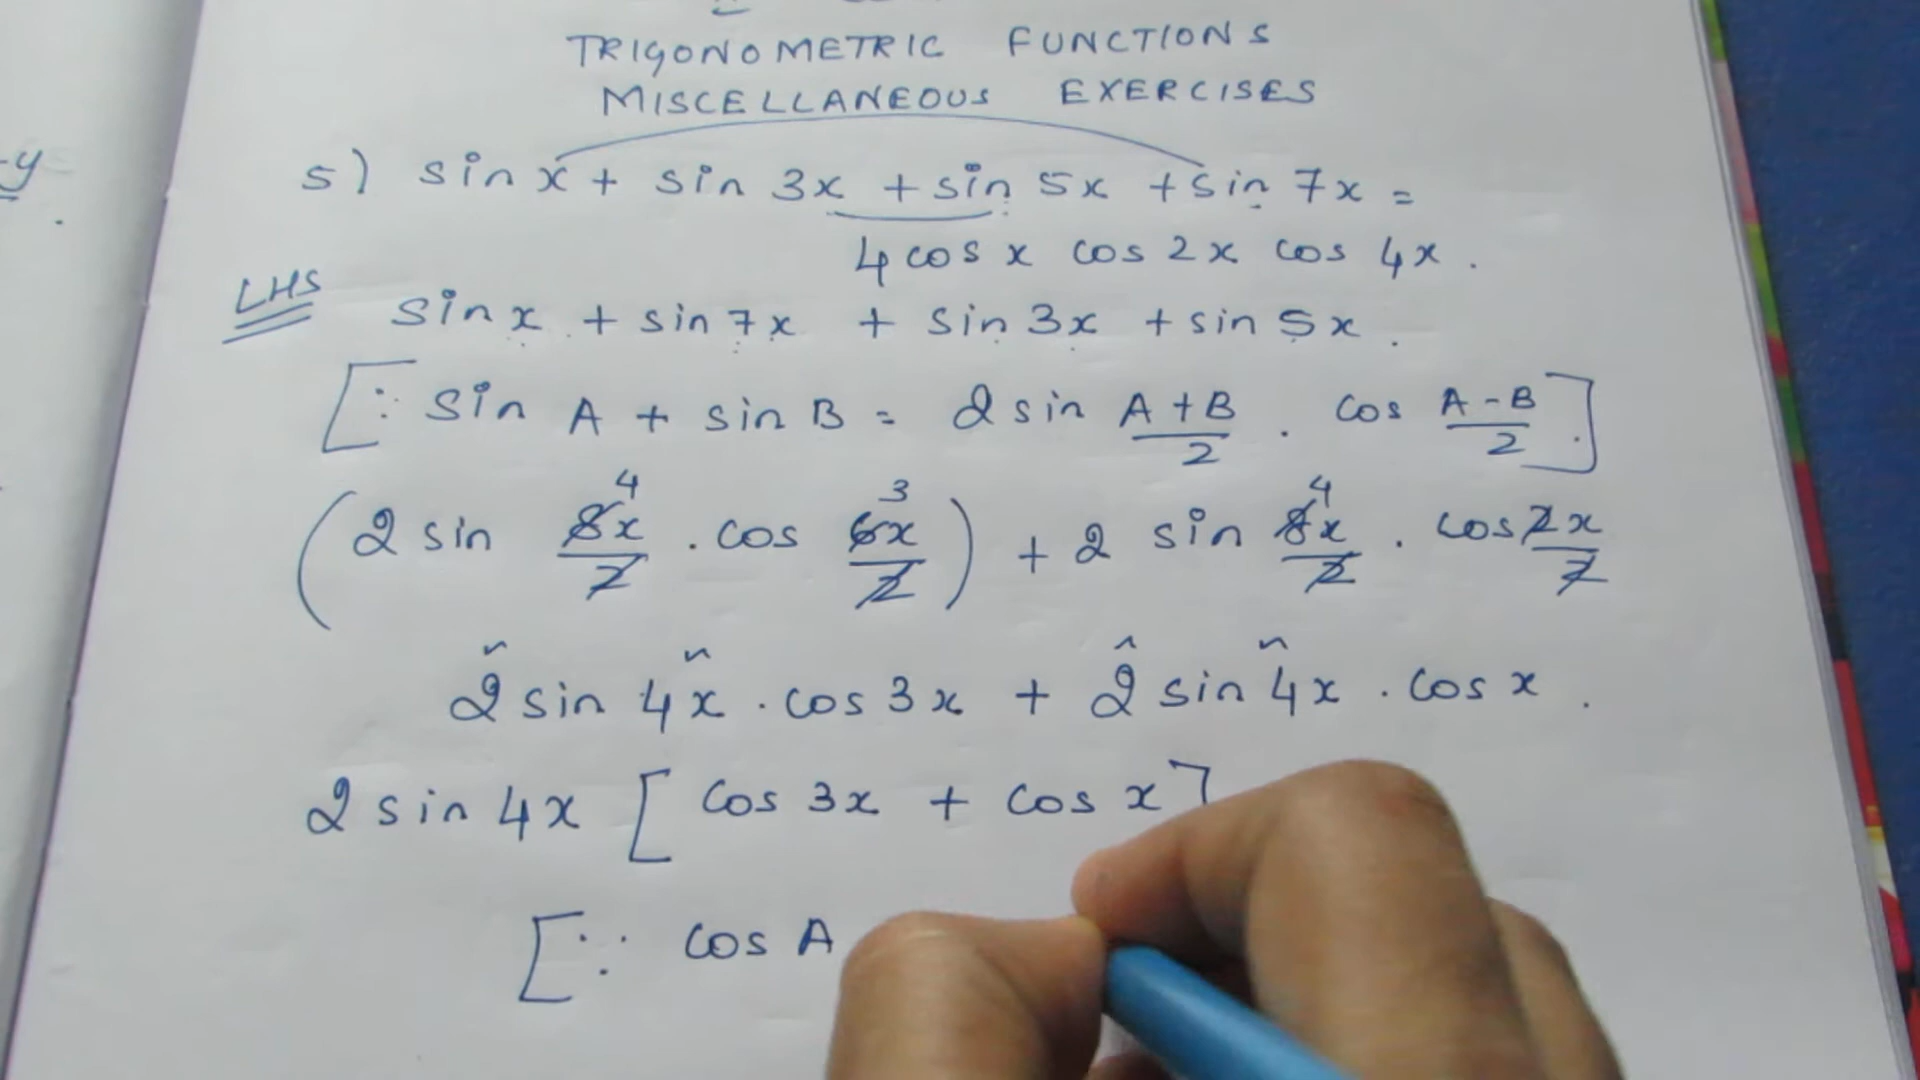 TRIGONOMETRIC FUNCTIONS
MISCELLANEOUS EXERCISES
-y
5) sin x + sin 3x + sin 5x + sin 7x =
4 cos x cos 2x cos 4x.
LHS sin x + sin 7x + sin 3x + sin 5x.
[∵ sin A + sin B = 2 sin (A+B)/2 . cos (A-B)/2]
(2 sin 8x/2 4 . cos 6x/2 3) + 2 sin 8x/2 4 . cos 2x/2
2 sin 4x . cos 3x + 2 sin 4x . cos x.
2 sin 4x [cos 3x + cos x]
[∵ cos A